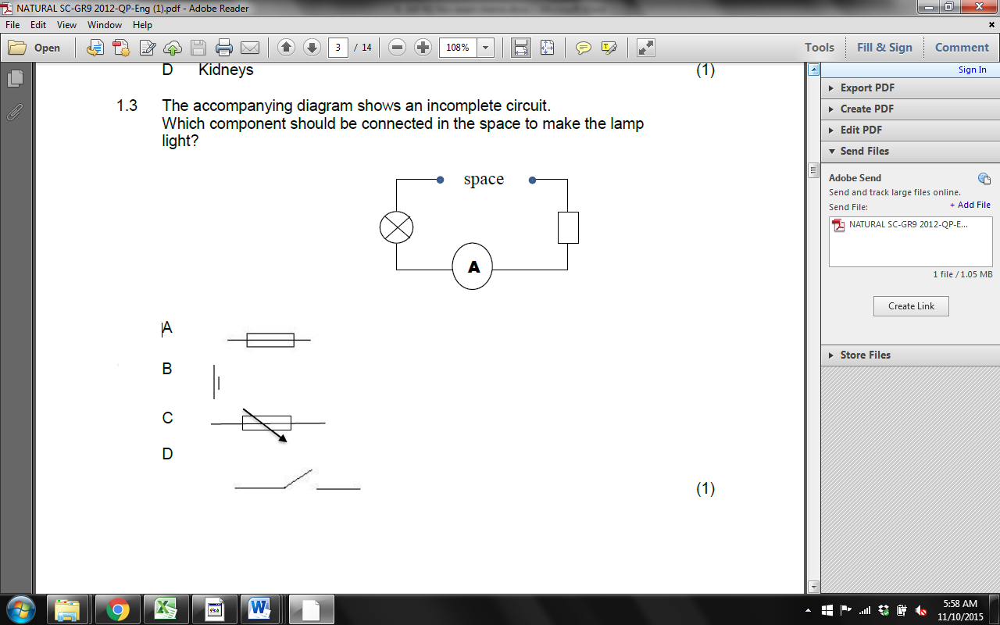 NATURAL SC-GR9 2012-QP-Eng (1).pdf - Adobe Reader
File Edit View Window Help
Open 3 / 14 108% Tools Fill & Sign Comment
Sign In
D Kidneys (1)
1.3 The accompanying diagram shows an incomplete circuit.
Which component should be connected in the space to make the lamp
light?
space
A
A
B
C
D
(1)
Export PDF
Create PDF
Edit PDF
Send Files
Adobe Send
Send and track large files online.
+ Add File
Send File:
NATURAL SC-GR9 2012-QP-E...
1 file / 1.05 MB
Create Link
Store Files
5:58 AM
11/10/2015